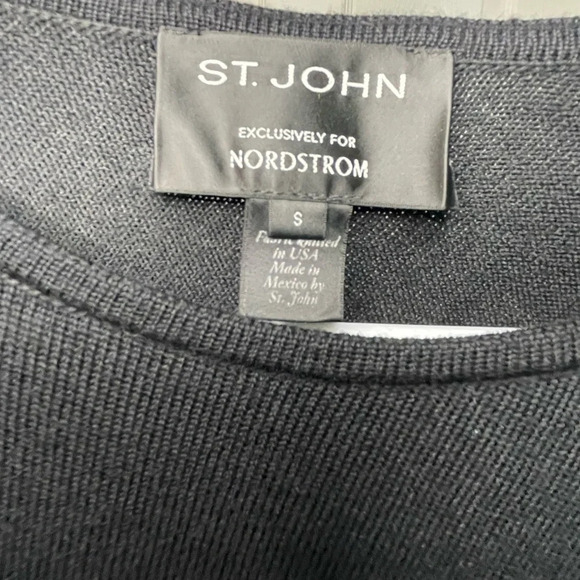 ST. JOHN
EXCLUSIVELY FOR
NORDSTROM
S
Fabric knitted
in USA
Made in
Mexico by
St. John